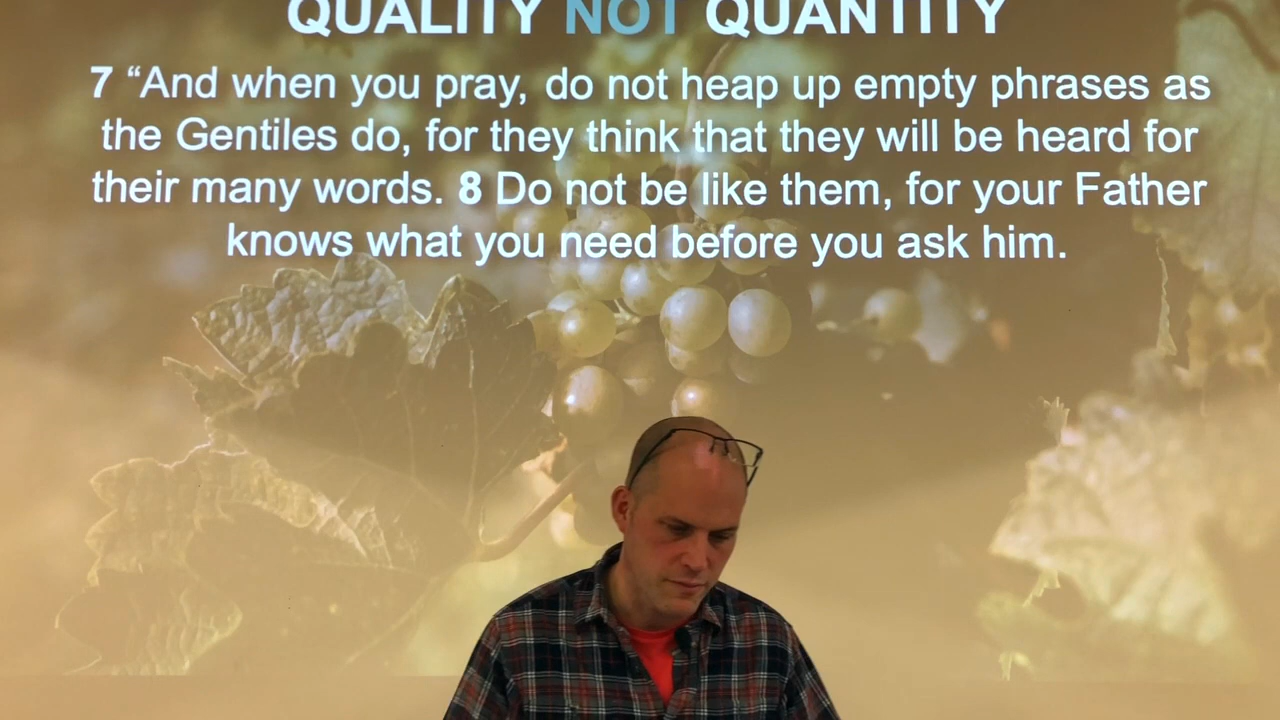 QUALITY NOT QUANTITY
7 “And when you pray, do not heap up empty phrases as
the Gentiles do, for they think that they will be heard for
their many words. 8 Do not be like them, for your Father
knows what you need before you ask him.